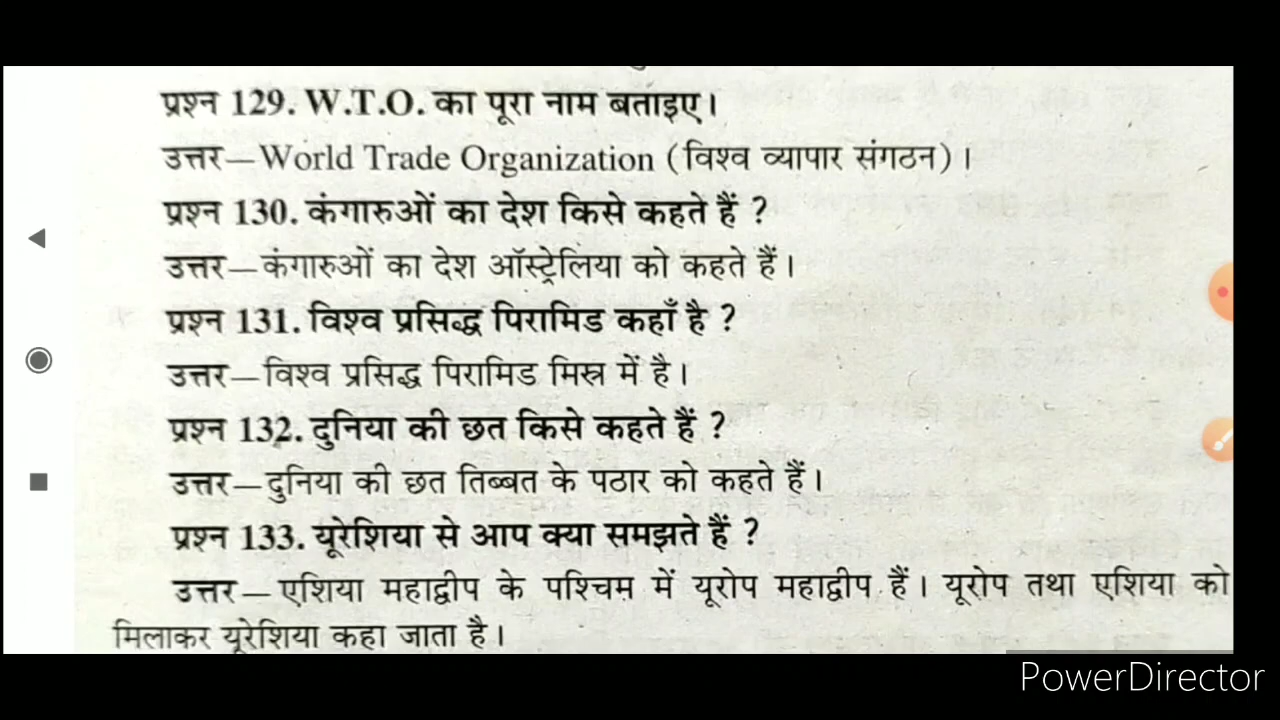 प्रश्न 129. W.T.O. का पूरा नाम बताइए।
उत्तर—World Trade Organization (विश्व व्यापार संगठन)।
प्रश्न 130. कंगारुओं का देश किसे कहते हैं ?
उत्तर—कंगारुओं का देश ऑस्ट्रेलिया को कहते हैं।
प्रश्न 131. विश्व प्रसिद्ध पिरामिड कहाँ है ?
उत्तर—विश्व प्रसिद्ध पिरामिड मिस्र में है।
प्रश्न 132. दुनिया की छत किसे कहते हैं ?
उत्तर—दुनिया की छत तिब्बत के पठार को कहते हैं।
प्रश्न 133. यूरेशिया से आप क्या समझते हैं ?
उत्तर—एशिया महाद्वीप के पश्चिम में यूरोप महाद्वीप हैं। यूरोप तथा एशिया को
मिलाकर यूरेशिया कहा जाता है।
PowerDirector